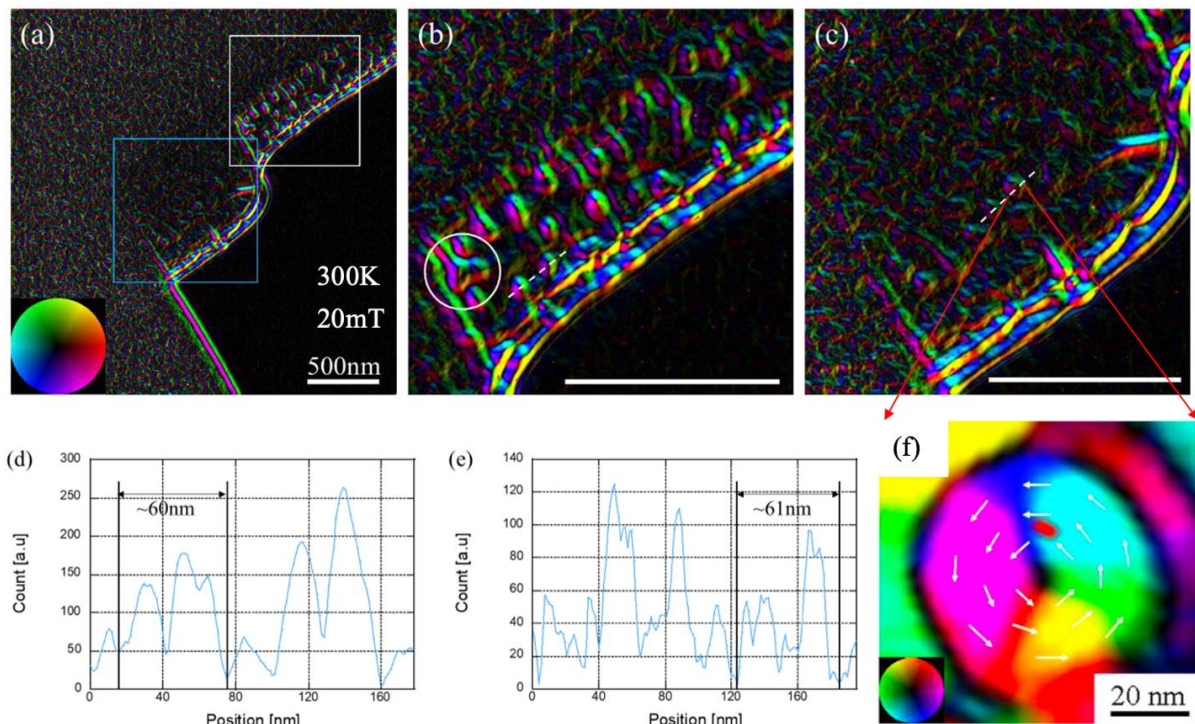 (a)
300K
20mT
500nm
(b)
(c)
(d)
300
250
200
150
100
50
0
0
40
80
120
160
~60nm
Count [a.u]
Position [nm]
(e)
140
120
100
80
60
40
20
0
0
40
80
120
160
~61nm
Count [a.u]
Position [nm]
(f)
20 nm